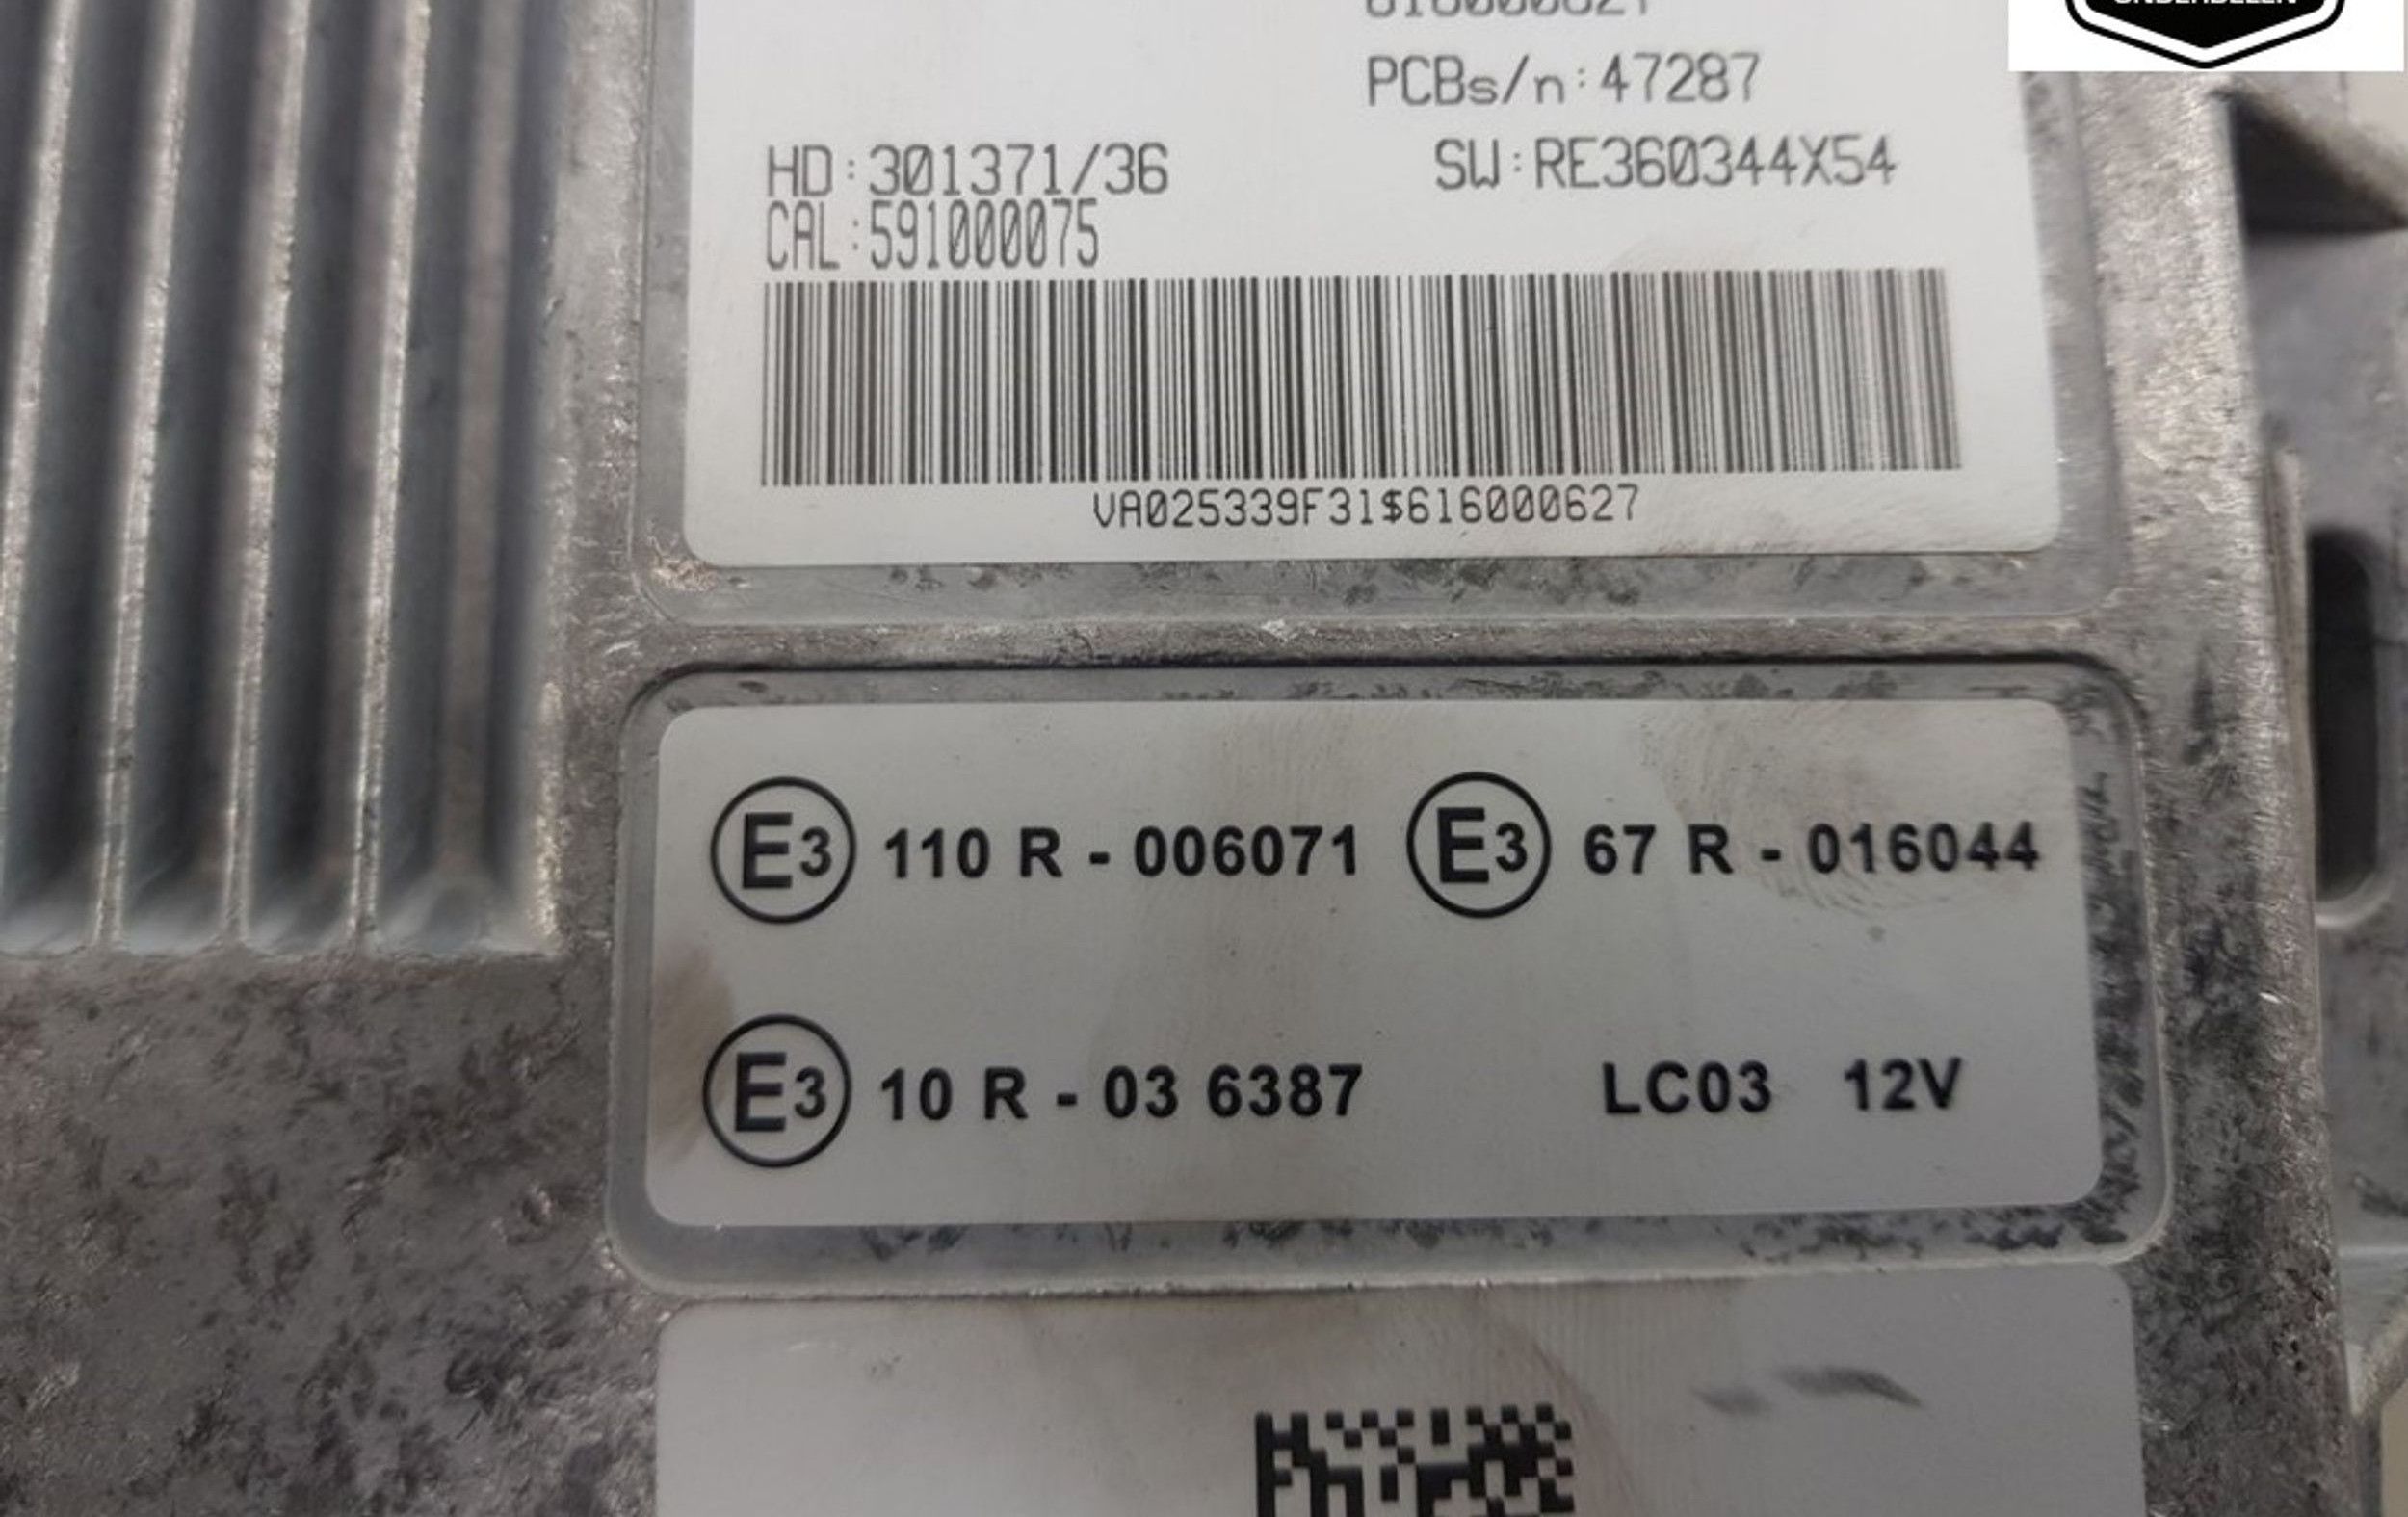 PCBs/n:47287
HD:301371/36
SW:RE360344X54
CAL:591000075
VA025339F31$616000627
E3 110 R - 006071
E3 67 R - 016044
E3 10 R - 03 6387
LC03 12V